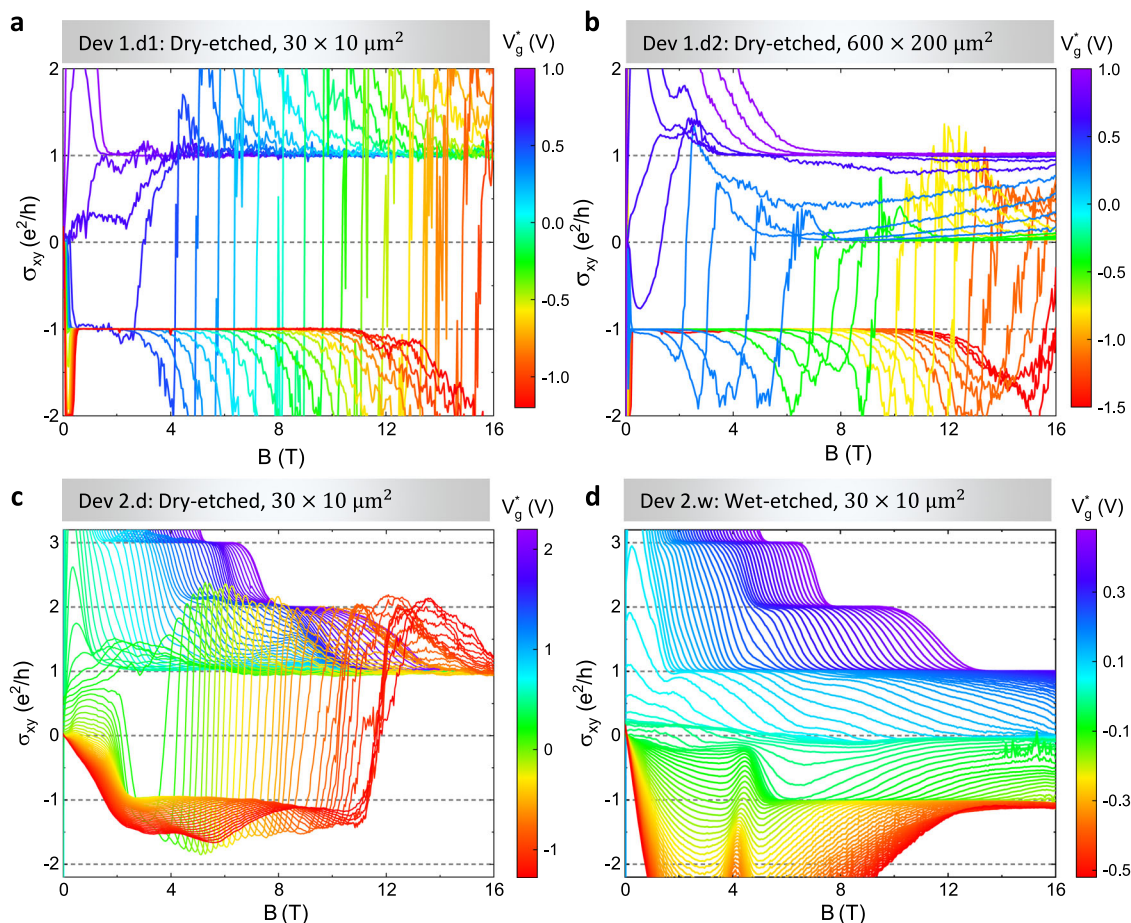 a
Dev 1.d1: Dry-etched, 30 × 10 μm²
V*g (V)
σxy (e²/h)
2
1
0
-1
-2
0 4 8 12 16
B (T)
1.0
0.5
0.0
-0.5
-1.0
b
Dev 1.d2: Dry-etched, 600 × 200 μm²
V*g (V)
σxy (e²/h)
2
1
0
-1
-2
0 4 8 12 16
B (T)
1.0
0.5
0.0
-0.5
-1.0
-1.5
c
Dev 2.d: Dry-etched, 30 × 10 μm²
V*g (V)
σxy (e²/h)
3
2
1
0
-1
-2
0 4 8 12 16
B (T)
2
1
0
-1
d
Dev 2.w: Wet-etched, 30 × 10 μm²
V*g (V)
σxy (e²/h)
3
2
1
0
-1
-2
0 4 8 12 16
B (T)
0.3
0.1
-0.1
-0.3
-0.5